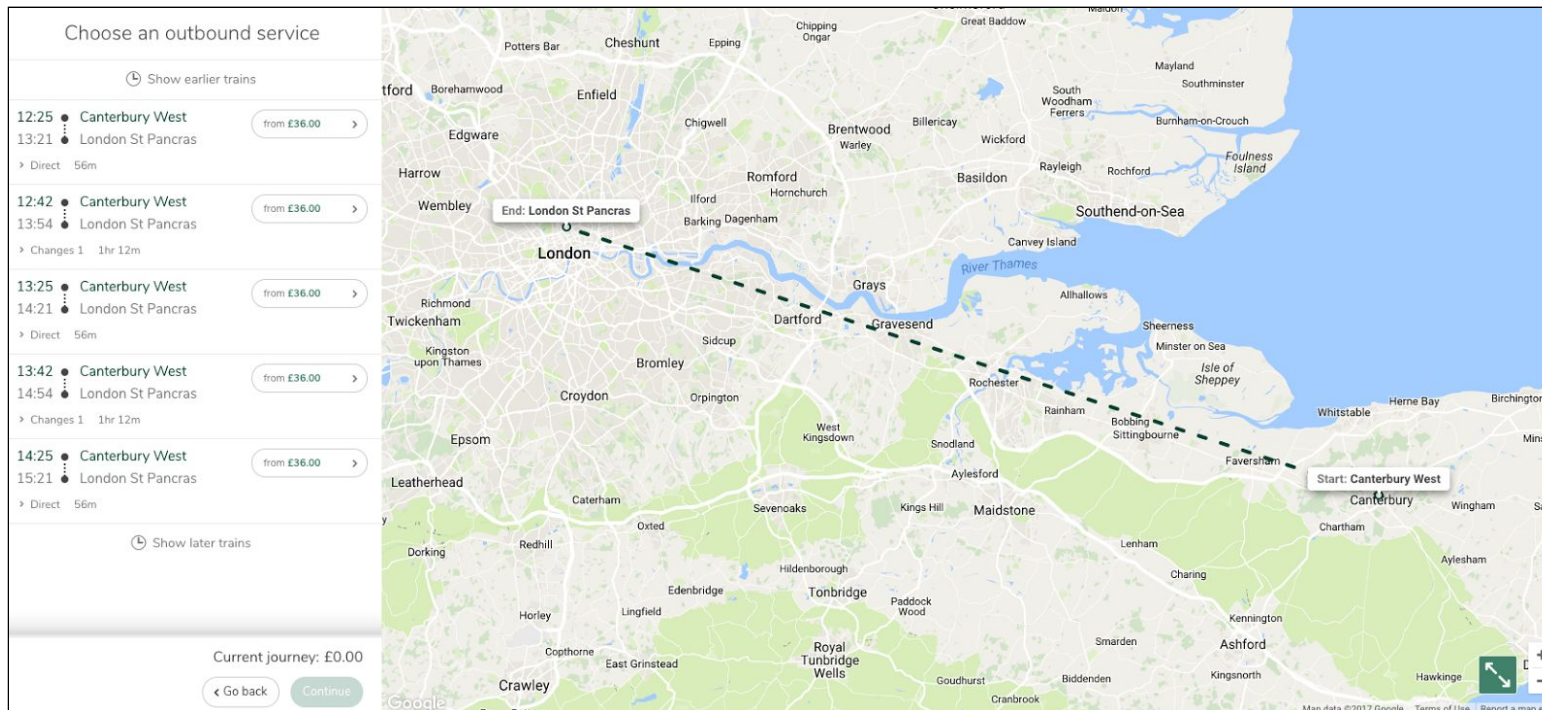 Choose an outbound service
Show earlier trains
12:25 Canterbury West
13:21 London St Pancras
from £36.00 >
> Direct 56m
12:42 Canterbury West
13:54 London St Pancras
from £36.00 >
> Changes 1 1hr 12m
13:25 Canterbury West
14:21 London St Pancras
from £36.00 >
> Direct 56m
13:42 Canterbury West
14:54 London St Pancras
from £36.00 >
> Changes 1 1hr 12m
14:25 Canterbury West
15:21 London St Pancras
from £36.00 >
> Direct 56m
Show later trains
Current journey: £0.00
< Go back
Continue
Great Baddow
Chipping
Ongar
Potters Bar
Cheshunt
Epping
Mayland
Southminster
tford
Borehamwood
Enfield
South
Woodham
Ferrers
Burnham-on-Crouch
Edgware
Chigwell
Brentwood
Warley
Billericay
Wickford
Rayleigh
Rochford
Foulness
Island
Harrow
Romford
Hornchurch
Basildon
Wembley
Ilford
End: London St Pancras
Barking
Dagenham
Southend-on-Sea
Canvey Island
London
River Thames
Grays
Allhallows
Richmond
Twickenham
Dartford
Gravesend
Sheerness
Minster on Sea
Kingston
upon Thames
Sidcup
Bromley
Isle of
Sheppey
Rochester
Croydon
Orpington
Rainham
Whitstable
Herne Bay
Birchington
Bobbing
Sittingbourne
West
Kingsdown
Epsom
Snodland
Faversham
Mins
Leatherhead
Aylesford
Start: Canterbury West
Canterbury
Caterham
Sevenoaks
Kings Hill
Maidstone
Wingham
Sa
Oxted
Chartham
y
Dorking
Redhill
Lenham
Aylesham
Hildenborough
Charing
Edenbridge
Tonbridge
Paddock
Wood
Horley
Lingfield
Kennington
Smarden
Ashford
Copthorne
East Grinstead
Royal
Tunbridge
Wells
Crawley
Goudhurst
Biddenden
Kingsnorth
Hawkinge
D
+
−
Cranbrook
Google
Map data ©2017 Google
Terms of Use
Report a map e